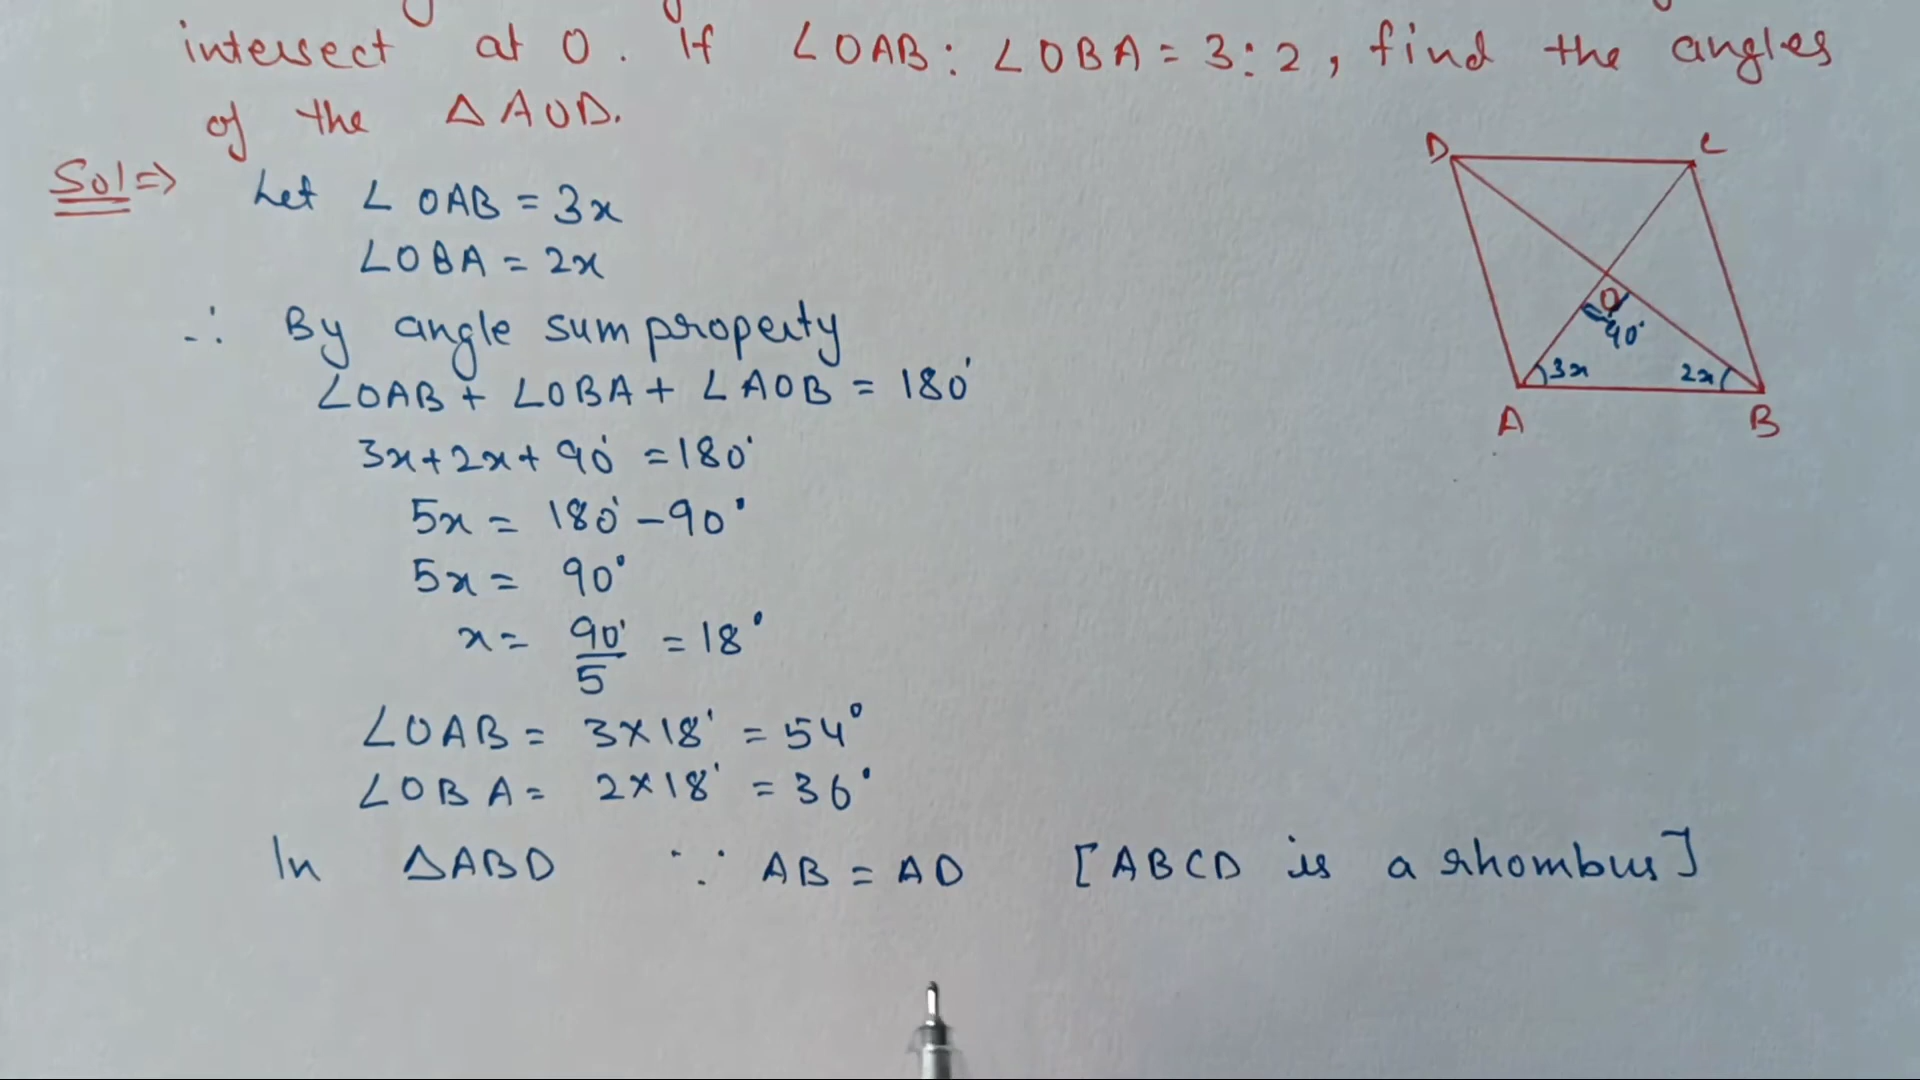 intersect at O. If ∠OAB : ∠OBA = 3:2, find the angles
of the △AOD.
Sol⇒ Let ∠OAB = 3x
∠OBA = 2x
∴ By angle sum property
∠OAB + ∠OBA + ∠AOB = 180°
3x+2x+90° = 180°
5x = 180° - 90°
5x = 90°
x = 90°/5 = 18°
∠OAB = 3×18° = 54°
∠OBA = 2×18° = 36°
In △ABD ∵ AB = AD [ABCD is a rhombus]
D C
O
90°
3x 2x
A B